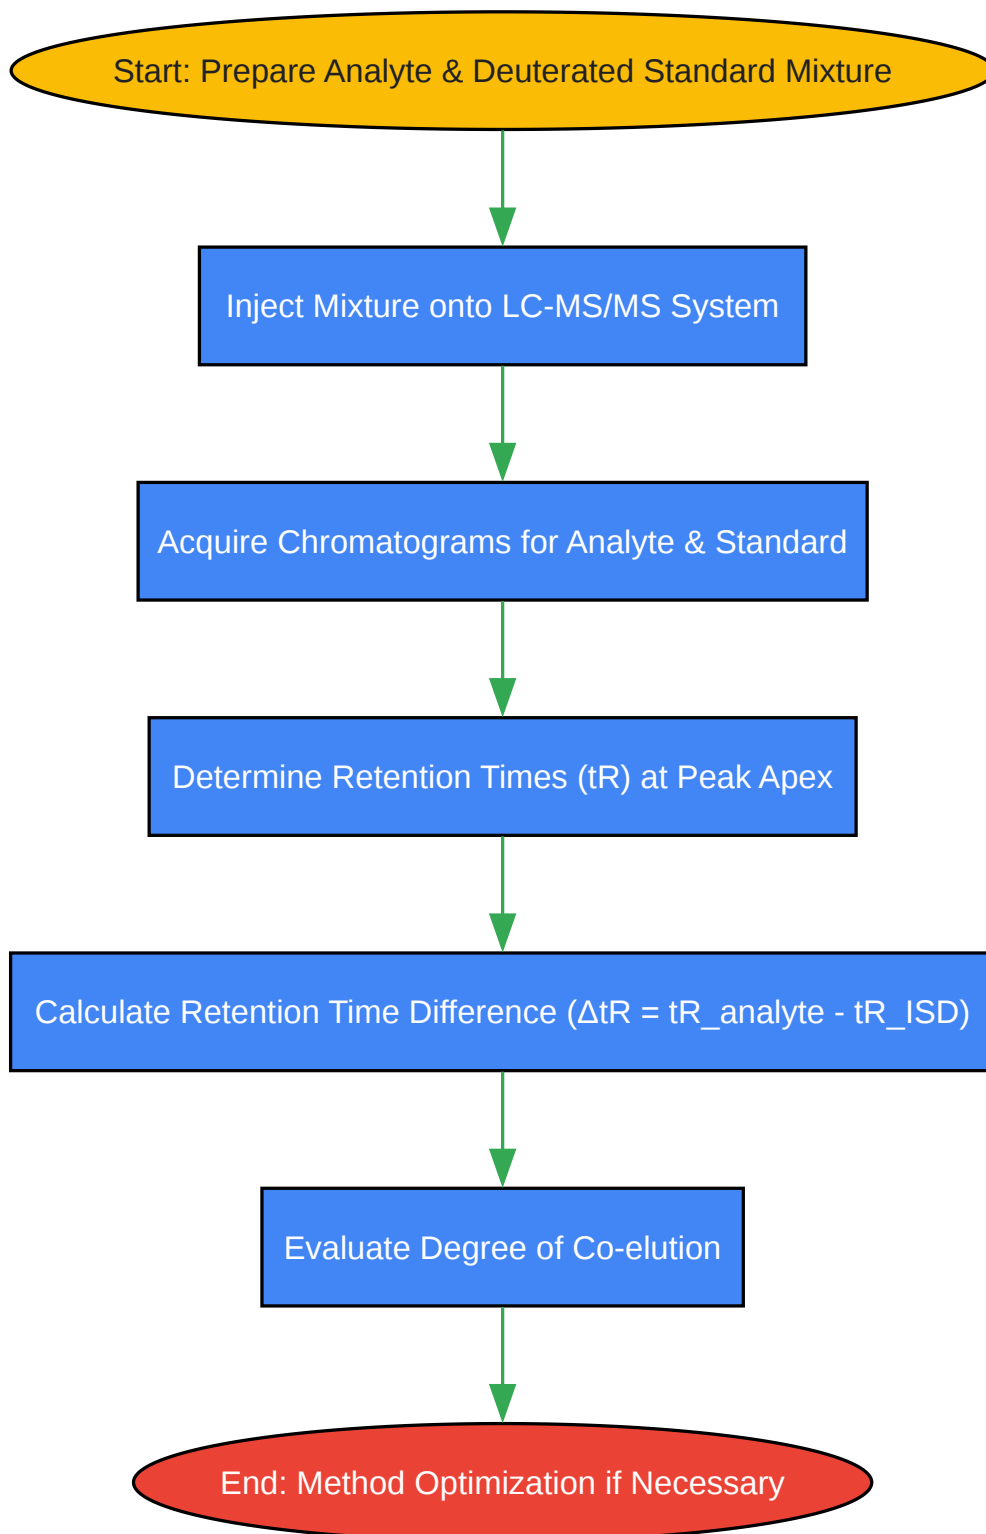 Start: Prepare Analyte & Deuterated Standard Mixture
Inject Mixture onto LC-MS/MS System
Acquire Chromatograms for Analyte & Standard
Determine Retention Times (tR) at Peak Apex
Calculate Retention Time Difference (ΔtR = tR_analyte - tR_ISD)
Evaluate Degree of Co-elution
End: Method Optimization if Necessary